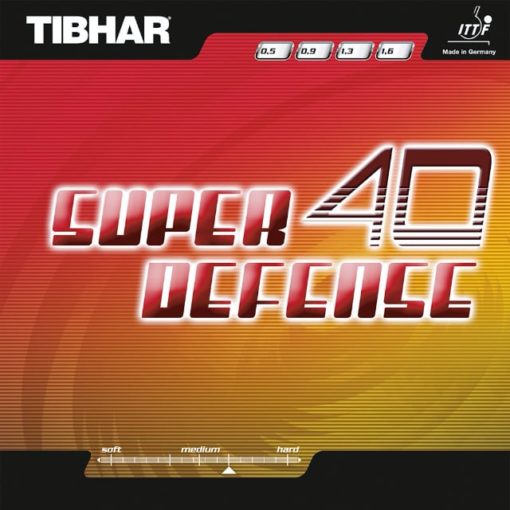 TIBHAR
0,5 0,9 1,3 1,6
ITTF
Made in Germany
SUPER 40
DEFENSE
soft medium hard